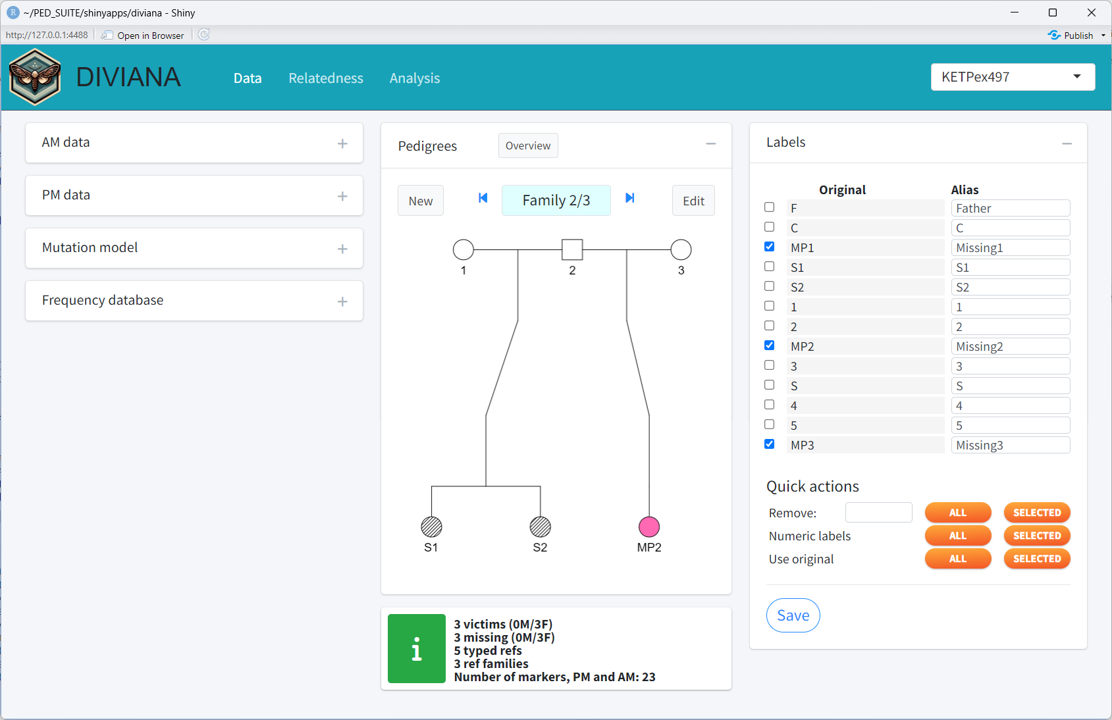 ~/PED_SUITE/shinyapps/diviana - Shiny
http://127.0.0.1:4488 Open in Browser Publish
DIVIANA Data Relatedness Analysis KETPex497
AM data
PM data
Mutation model
Frequency database
Pedigrees Overview
New Family 2/3 Edit
1 2 3
S1 S2 MP2
3 victims (0M/3F)
3 missing (0M/3F)
5 typed refs
3 ref families
Number of markers, PM and AM: 23
Labels
Original Alias
F Father
C C
MP1 Missing1
S1 S1
S2 S2
1 1
2 2
MP2 Missing2
3 3
S S
4 4
5 5
MP3 Missing3
Quick actions
Remove: ALL SELECTED
Numeric labels ALL SELECTED
Use original ALL SELECTED
Save